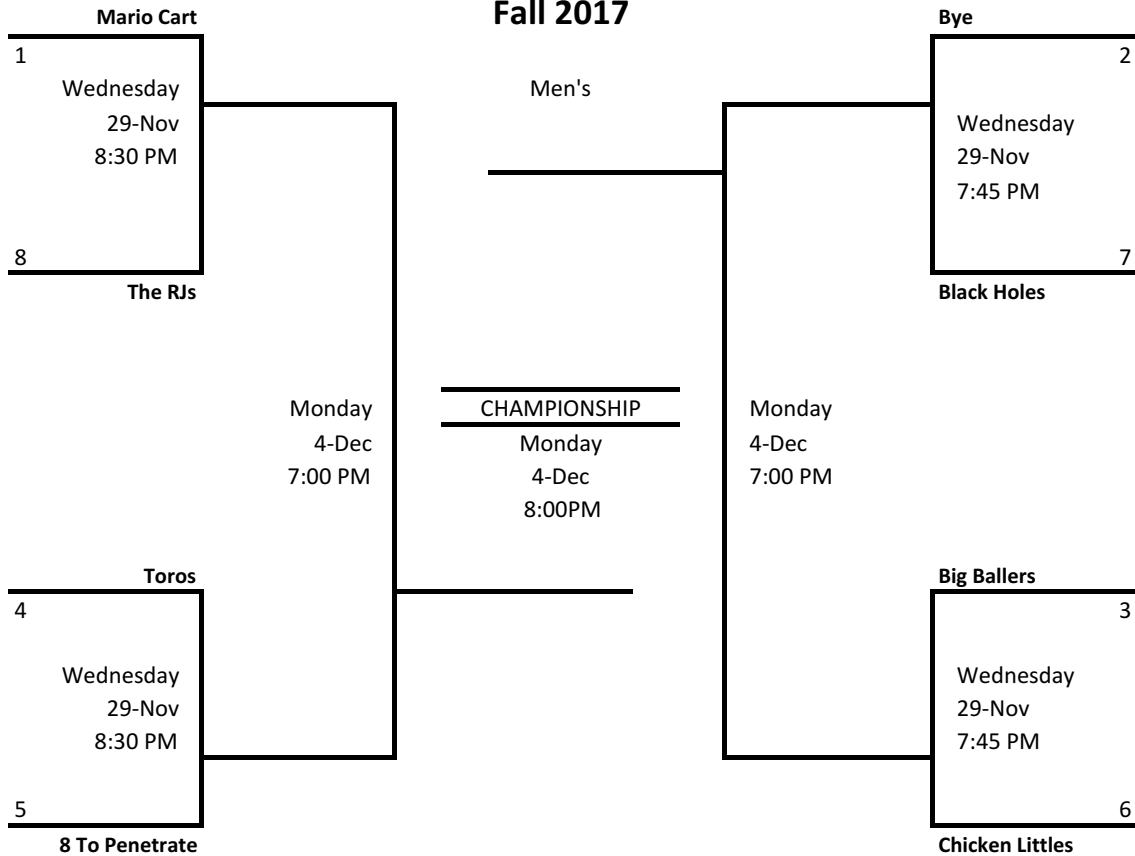 Fall 2017
Men's
Mario Cart
1
Wednesday
29-Nov
8:30 PM
8
The RJs
Bye
2
Wednesday
29-Nov
7:45 PM
7
Black Holes
Monday
4-Dec
7:00 PM
CHAMPIONSHIP
Monday
4-Dec
8:00PM
Monday
4-Dec
7:00 PM
Toros
4
Wednesday
29-Nov
8:30 PM
5
8 To Penetrate
Big Ballers
3
Wednesday
29-Nov
7:45 PM
6
Chicken Littles